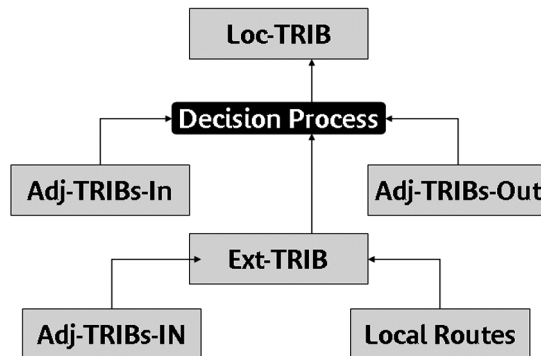 Loc-TRIB
Decision Process
Adj-TRIBs-In
Adj-TRIBs-Out
Ext-TRIB
Adj-TRIBs-IN
Local Routes